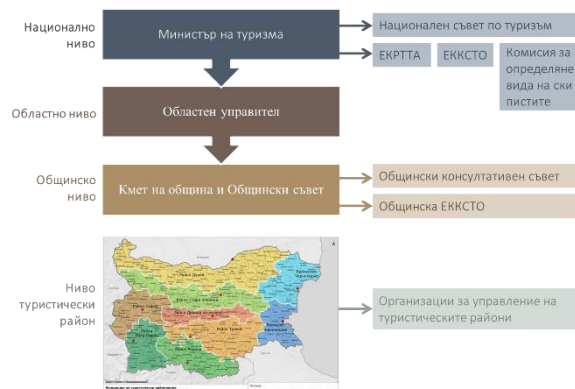 Национално
ниво
Министър на туризма
Национален съвет по туризъм
ЕКРТТА
ЕККСТО
Комисия за
определяне
вида на ски
пистите
Областно ниво
Областен управител
Общинско
ниво
Кмет на община и Общински съвет
Общински консултативен съвет
Общинска ЕККСТО
Ниво
туристически
район
Организации за управление на
туристическите райони